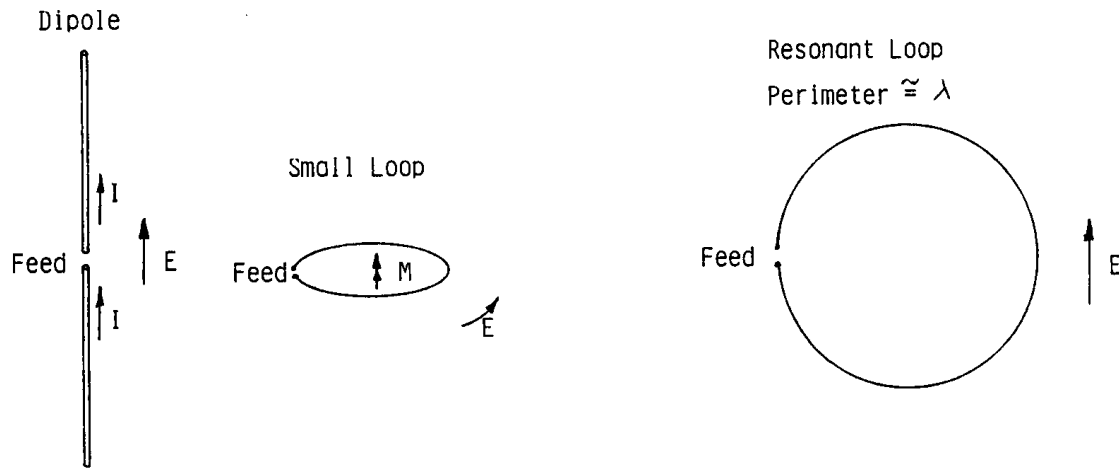 Dipole
I
Feed
E
I
Small Loop
Feed
M
E
Resonant Loop
Perimeter ≅ λ
Feed
E